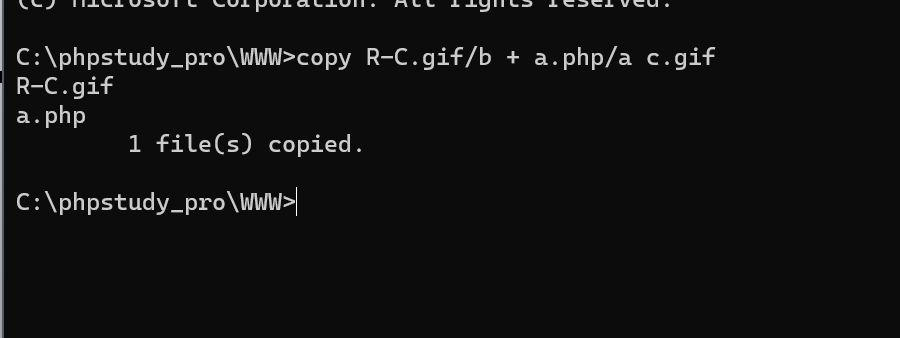 (c) Microsoft Corporation. All rights reserved.
C:\phpstudy_pro\WWW>copy R-C.gif/b + a.php/a c.gif
R-C.gif
a.php
1 file(s) copied.
C:\phpstudy_pro\WWW>